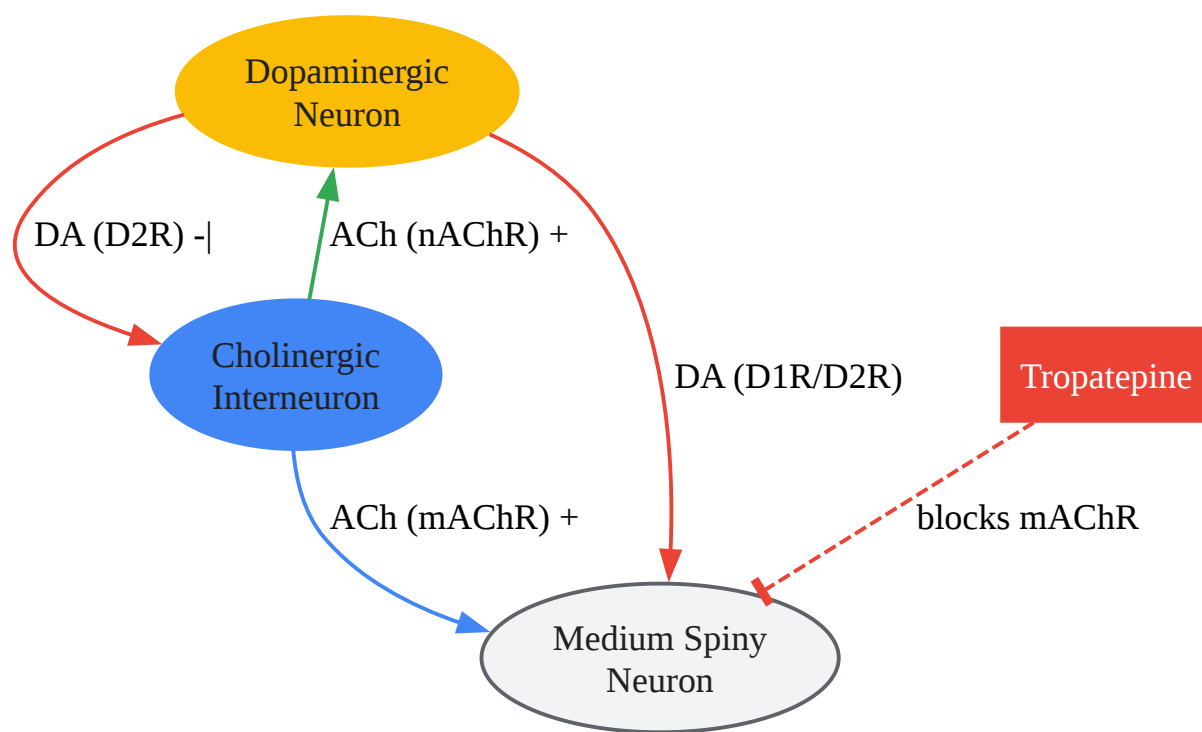 Dopaminergic
Neuron
DA (D2R) -|
ACh (nAChR) +
Cholinergic
Interneuron
DA (D1R/D2R)
Tropatepine
ACh (mAChR) +
blocks mAChR
Medium Spiny
Neuron